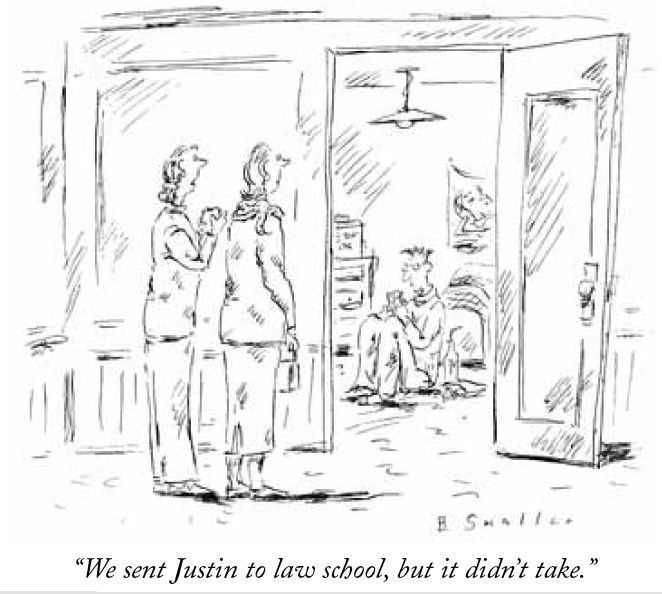 B Smaller
“We sent Justin to law school, but it didn’t take.”